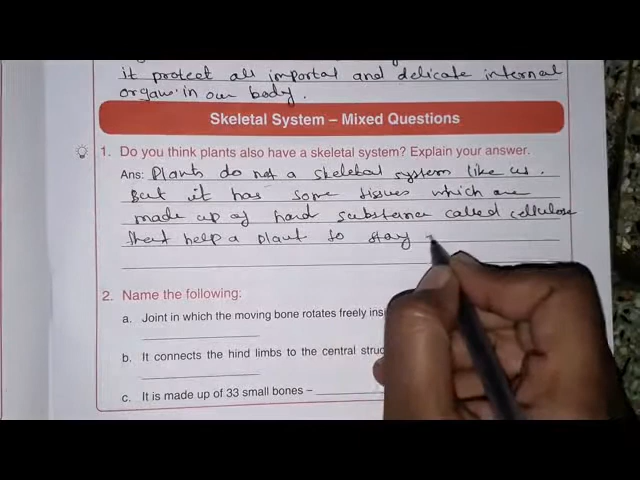 it protect all importal and delicate internal
organs in our body.
Skeletal System – Mixed Questions
1. Do you think plants also have a skeletal system? Explain your answer.
Ans: Plants do not a skeletal system like us.
But it has some tissues which are
made up of hard substance called cellulose
that help a plant to stay
2. Name the following:
a. Joint in which the moving bone rotates freely insi
b. It connects the hind limbs to the central struc
c. It is made up of 33 small bones –